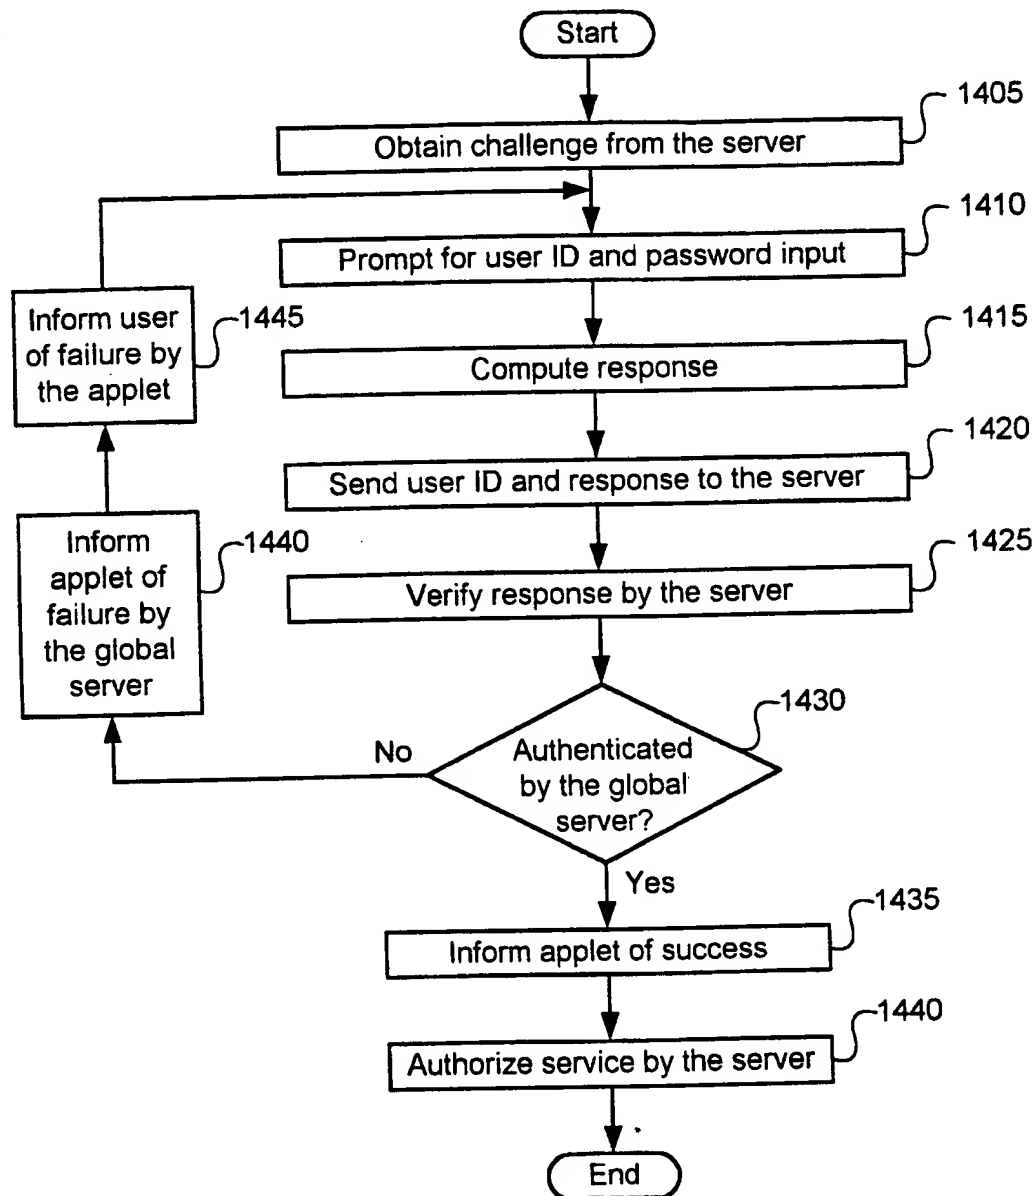 Start
1405
Obtain challenge from the server
1410
Prompt for user ID and password input
Inform user
of failure by
the applet
1445
1415
Compute response
1420
Send user ID and response to the server
Inform
applet of
failure by
the global
server
1440
1425
Verify response by the server
1430
No
Authenticated
by the global
server?
Yes
1435
Inform applet of success
1440
Authorize service by the server
End